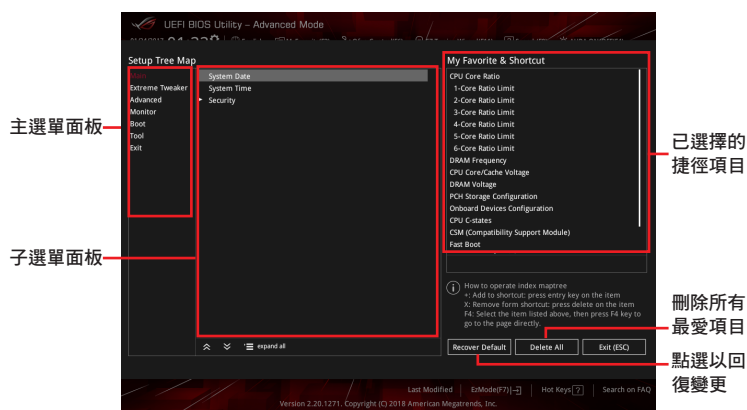 UEFI BIOS Utility – Advanced Mode
Setup Tree Map
My Favorite & Shortcut
Main
Extreme Tweaker
Advanced
Monitor
Boot
Tool
Exit
System Date
System Time
Security
CPU Core Ratio
1-Core Ratio Limit
2-Core Ratio Limit
3-Core Ratio Limit
4-Core Ratio Limit
5-Core Ratio Limit
6-Core Ratio Limit
DRAM Frequency
CPU Core/Cache Voltage
DRAM Voltage
PCH Storage Configuration
Onboard Devices Configuration
CPU C-states
CSM (Compatibility Support Module)
Fast Boot
主選單面板
子選單面板
已選擇的
捷徑項目
How to operate index maptree
+: Add to shortcut: press entry key on the item
X: Remove form shortcut: press delete on the item
F4: Select the item listed above, then press F4 key to
go to the page directly.
刪除所有
最愛項目
expand all
Recover Default
Delete All
Exit (ESC)
點選以回
復變更
Last Modified
EzMode(F7)
Hot Keys ?
Search on FAQ
Version 2.20.1271. Copyright (C) 2018 American Megatrends, Inc.